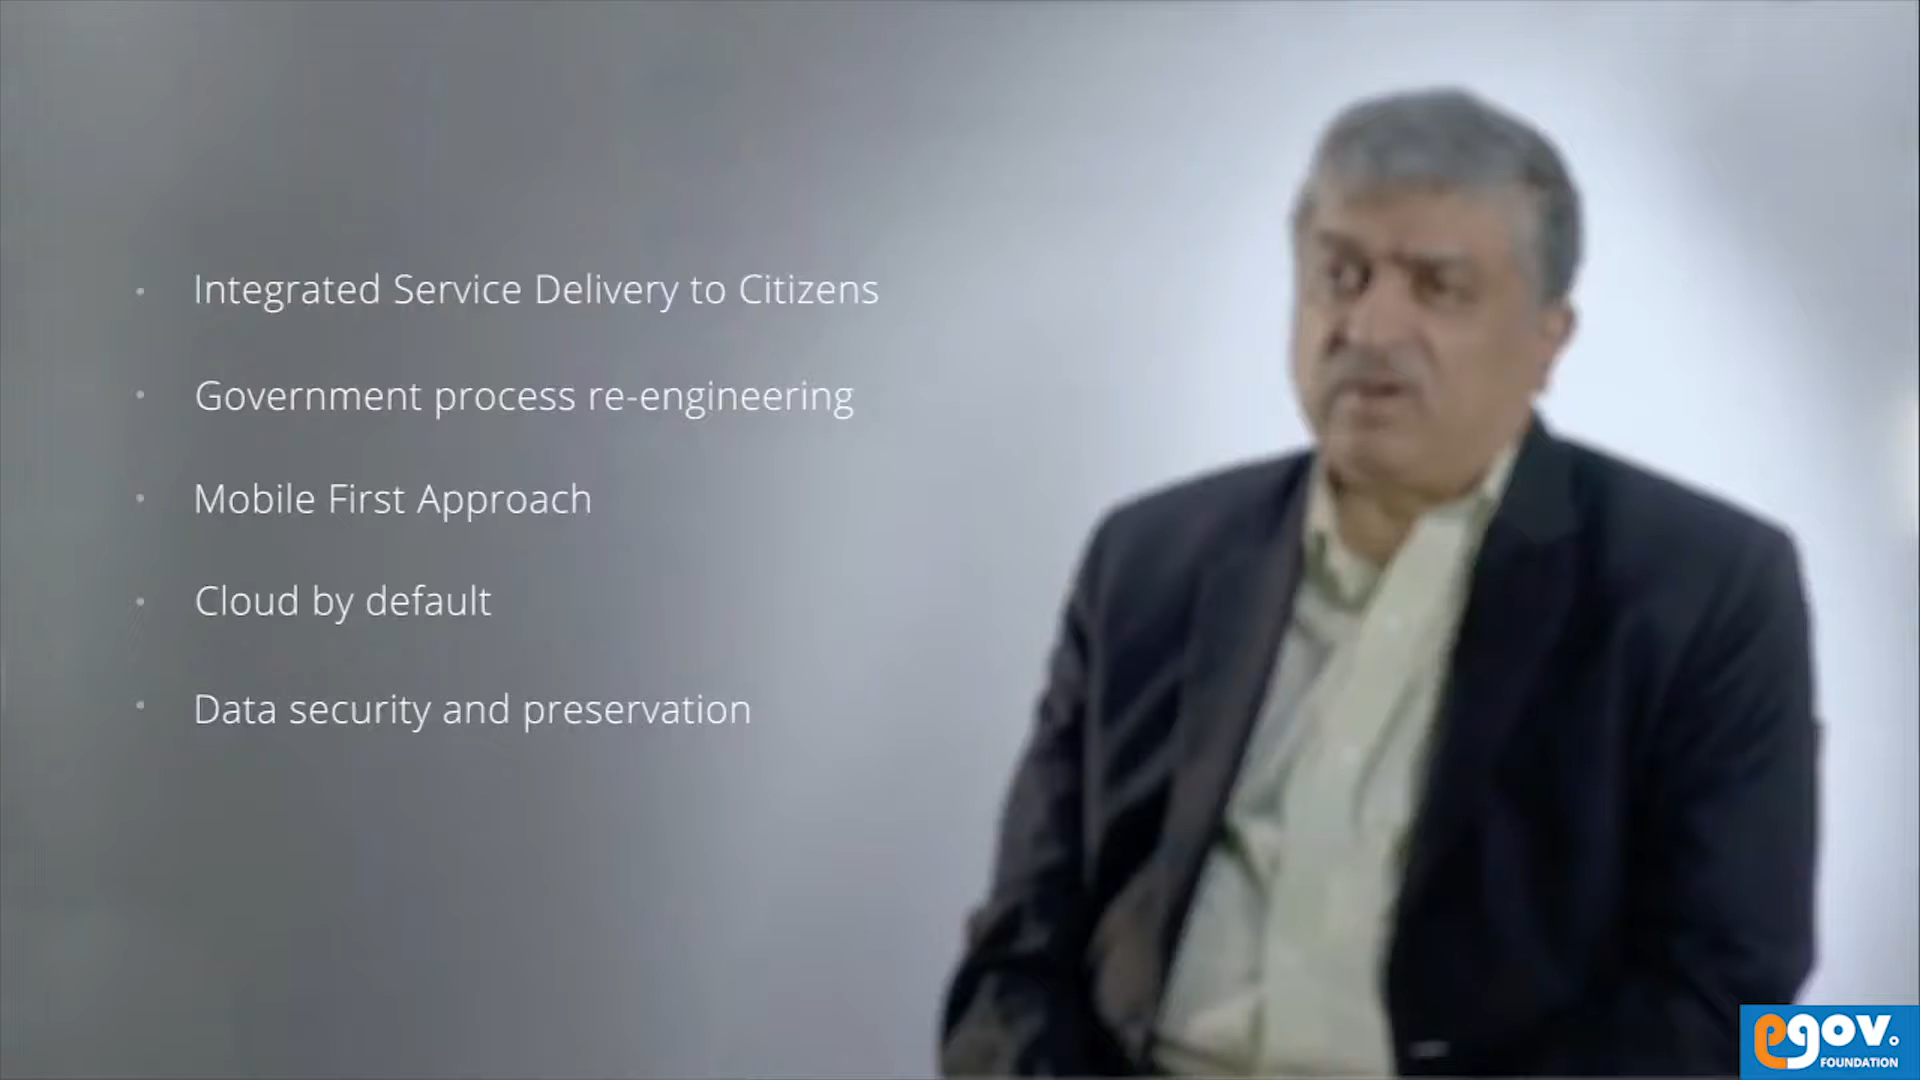 Integrated Service Delivery to Citizens
Government process re-engineering
Mobile First Approach
Cloud by default
Data security and preservation
egov.
FOUNDATION